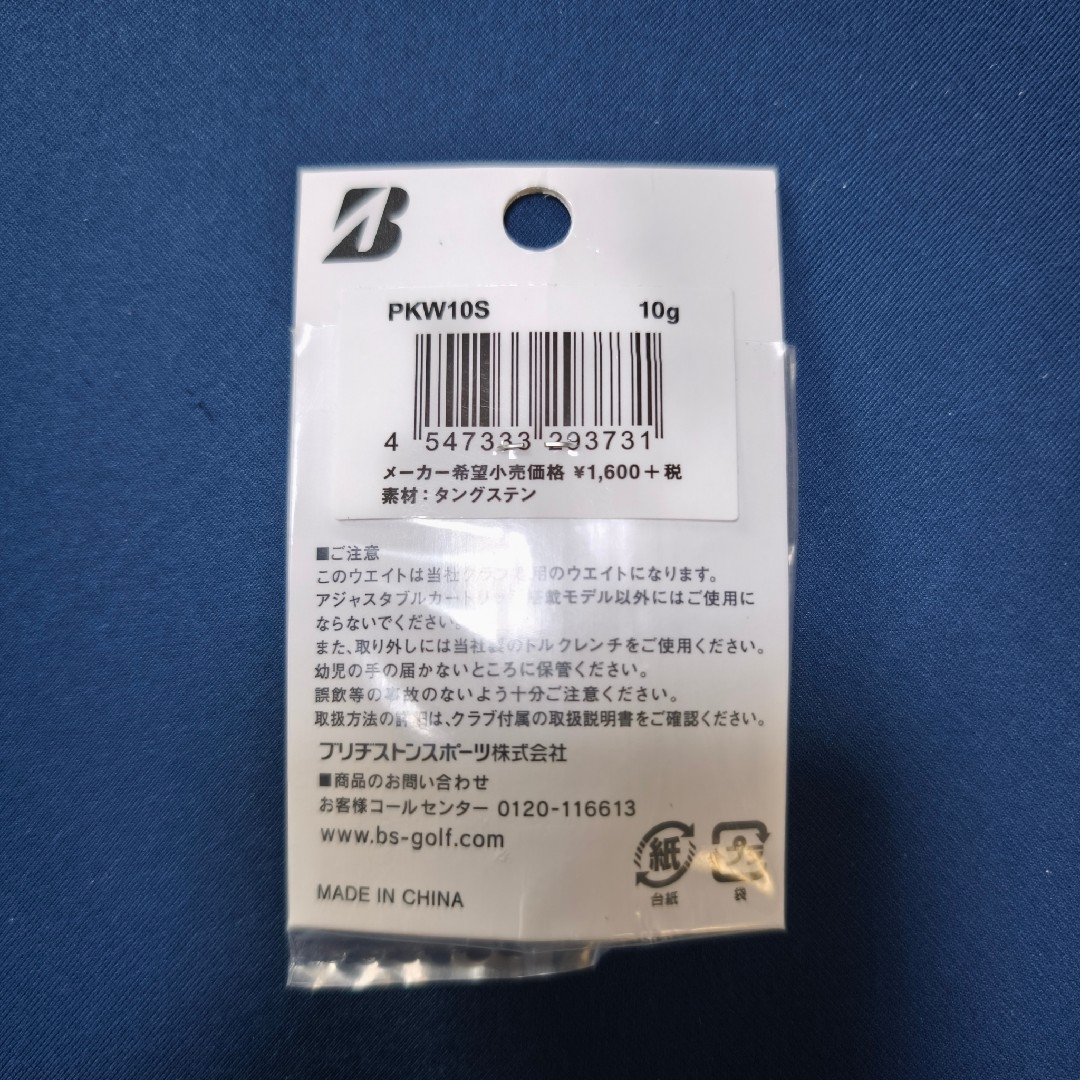 B
PKW10S 10g
4 547333 293731
メーカー希望小売価格 ¥1,600+税
素材:タングステン
■ご注意
このウエイトは当社クラブ専用のウエイトになります。
アジャスタブルカートリッジ搭載モデル以外にはご使用に
ならないでください。
また、取り外しには当社製のトルクレンチをご使用ください。
幼児の手の届かないところに保管ください。
誤飲等の事故のないよう十分ご注意ください。
取扱方法の詳細は、クラブ付属の取扱説明書をご確認ください。
ブリヂストンスポーツ株式会社
■商品のお問い合わせ
お客様コールセンター 0120-116613
www.bs-golf.com
紙 プラ
台紙 袋
MADE IN CHINA